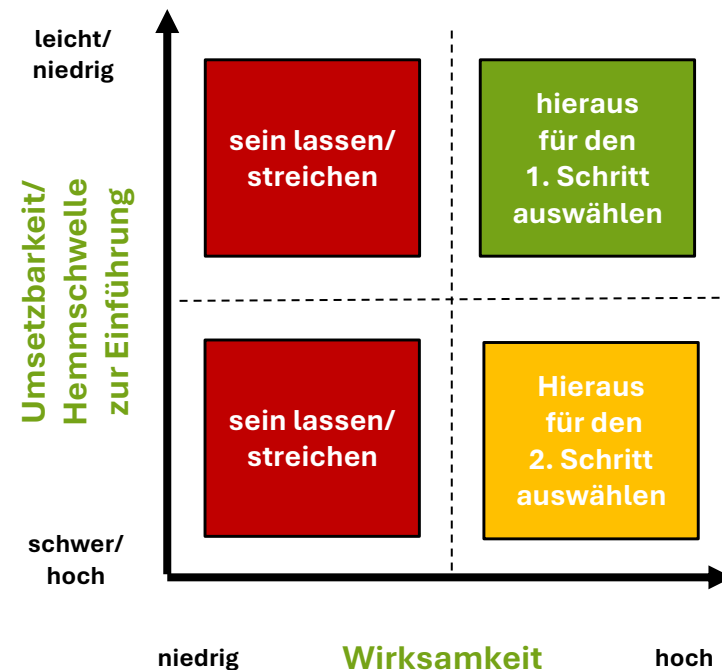 leicht/
niedrig
Umsetzbarkeit/
Hemmschwelle
zur Einführung
schwer/
hoch
sein lassen/
streichen
hieraus
für den
1. Schritt
auswählen
sein lassen/
streichen
Hieraus
für den
2. Schritt
auswählen
niedrig
Wirksamkeit
hoch